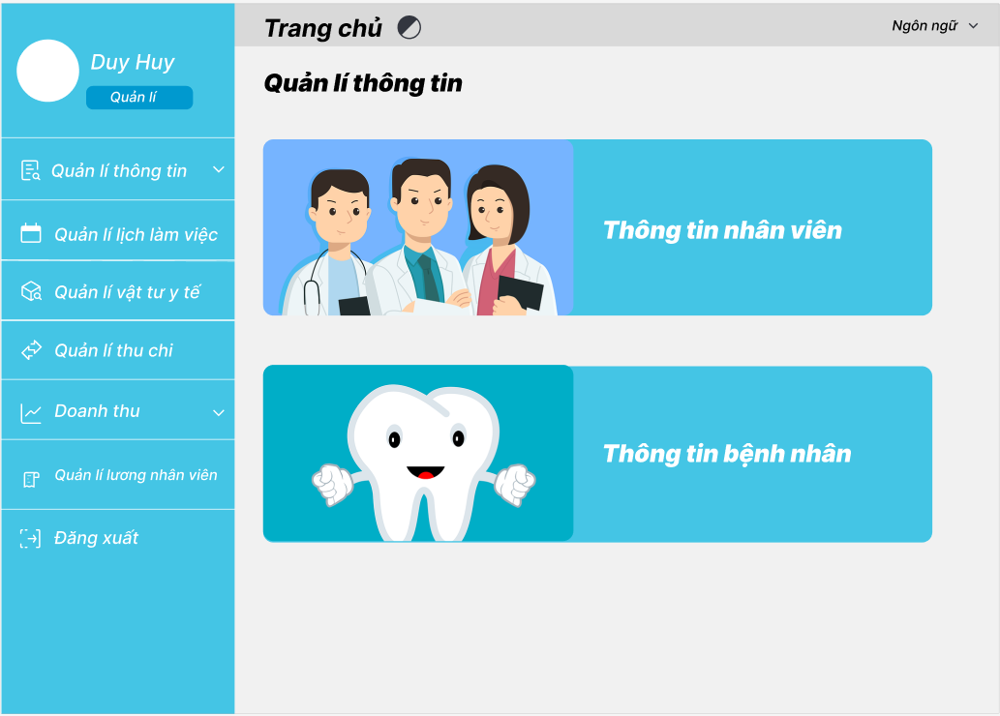 Duy Huy
Quản lí
Quản lí thông tin
Quản lí lịch làm việc
Quản lí vật tư y tế
Quản lí thu chi
Doanh thu
Quản lí lương nhân viên
Đăng xuất
Trang chủ
Ngôn ngữ
Quản lí thông tin
Thông tin nhân viên
Thông tin bệnh nhân